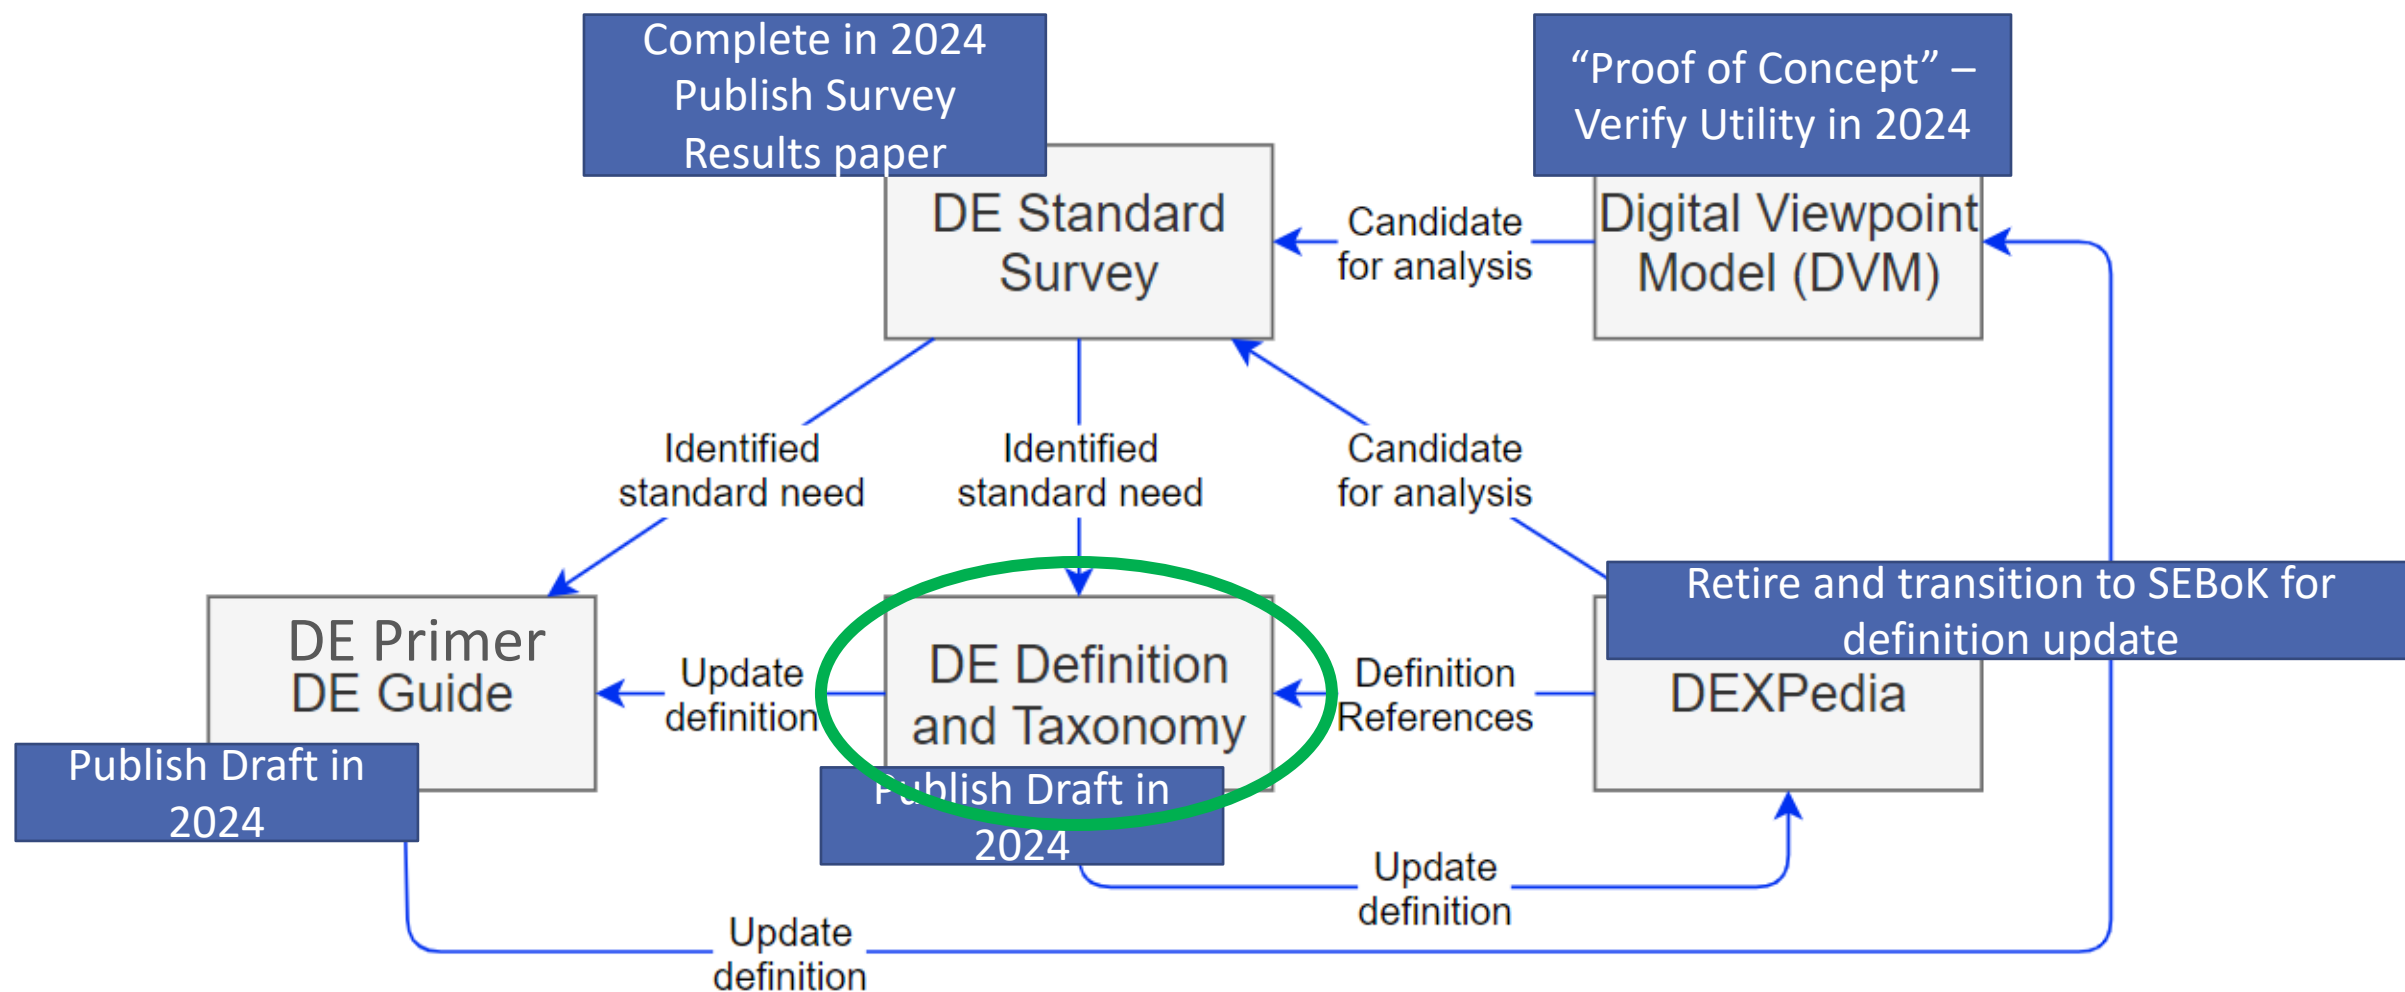 Complete in 2024
Publish Survey
Results paper
“Proof of Concept” –
Verify Utility in 2024
DE Standard
Survey
Candidate
for analysis
Digital Viewpoint
Model (DVM)
Identified
standard need
Identified
standard need
Candidate
for analysis
Retire and transition to SEBoK for
definition update
DE Primer
DE Guide
Update
definition
DE Definition
and Taxonomy
Definition
References
DEXPedia
Publish Draft in
2024
Publish Draft in
2024
Update
definition
Update
definition